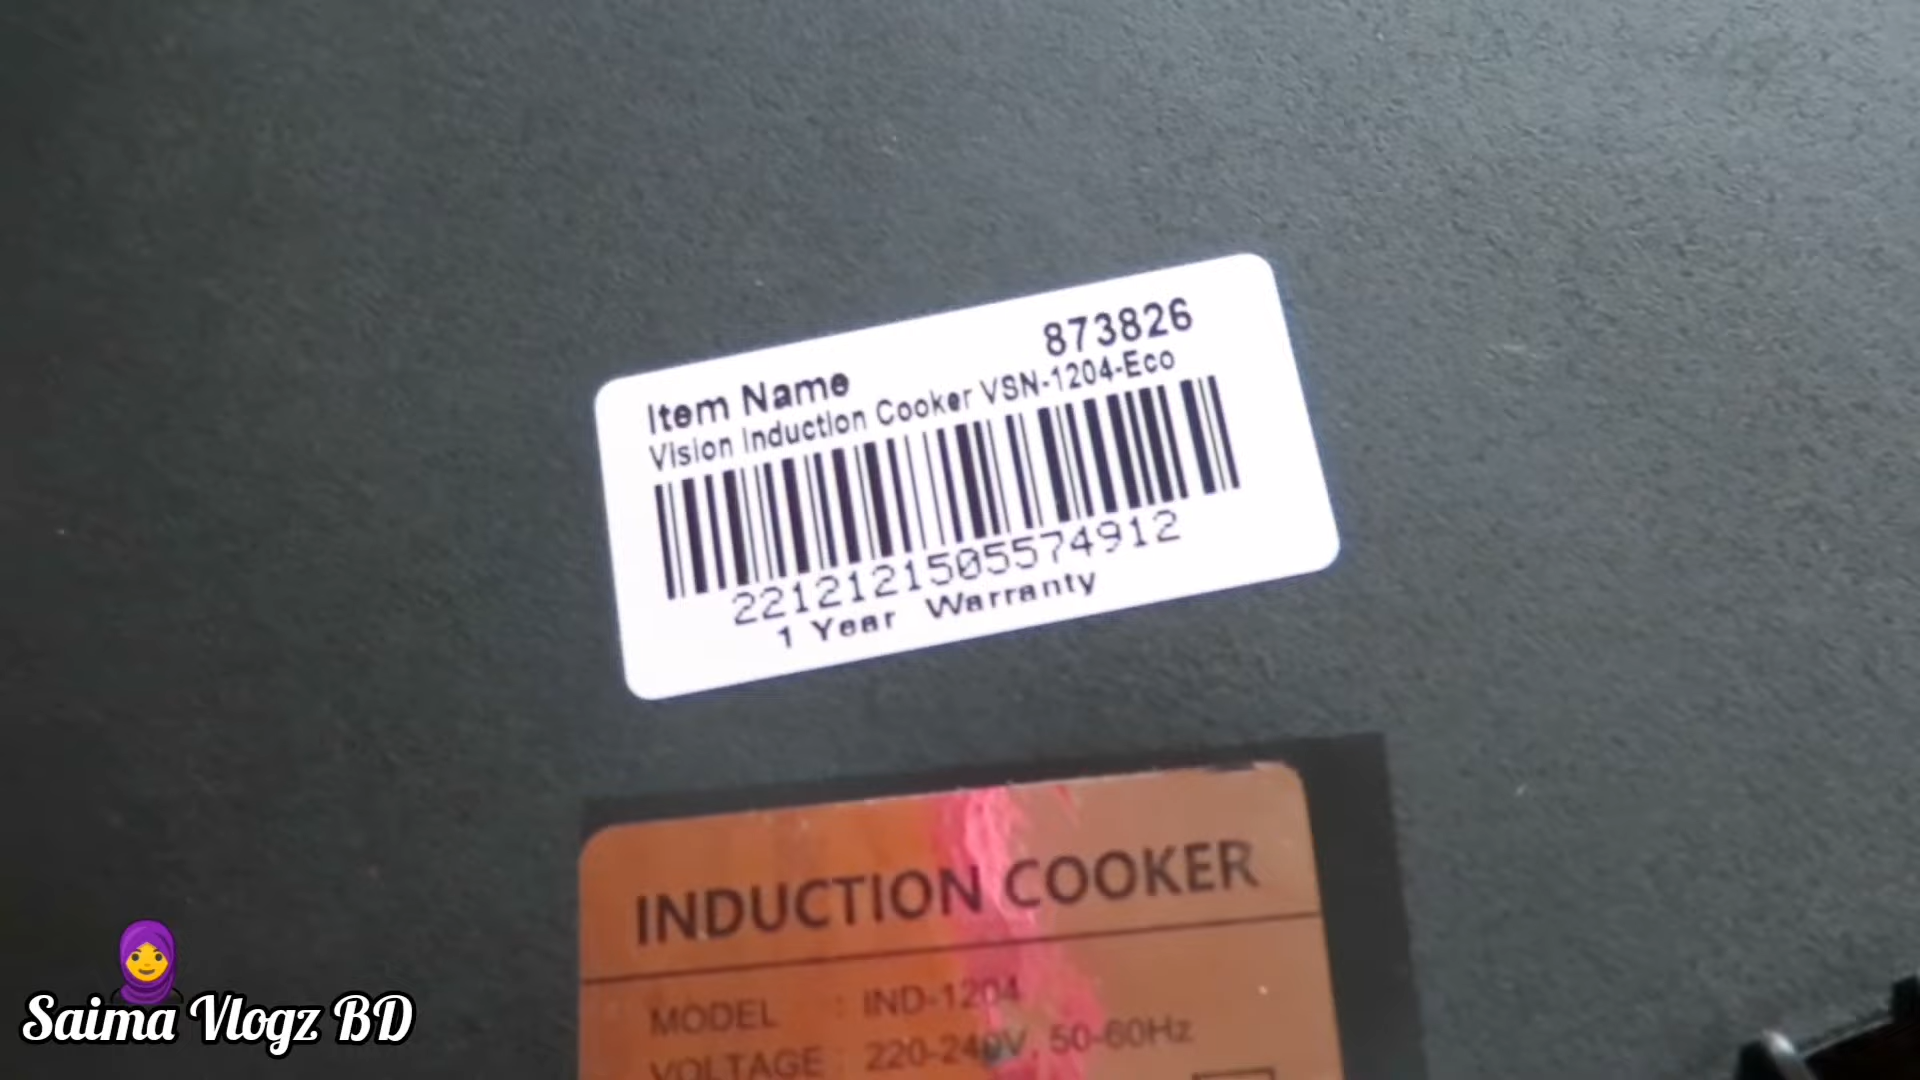 873826
Item Name
Vision Induction Cooker VSN-1204-Eco
2212121505574912
1 Year Warranty
INDUCTION COOKER
MODEL : IND-1204
VOLTAGE : 220-240V, 50-60Hz
Saima Vlogz BD